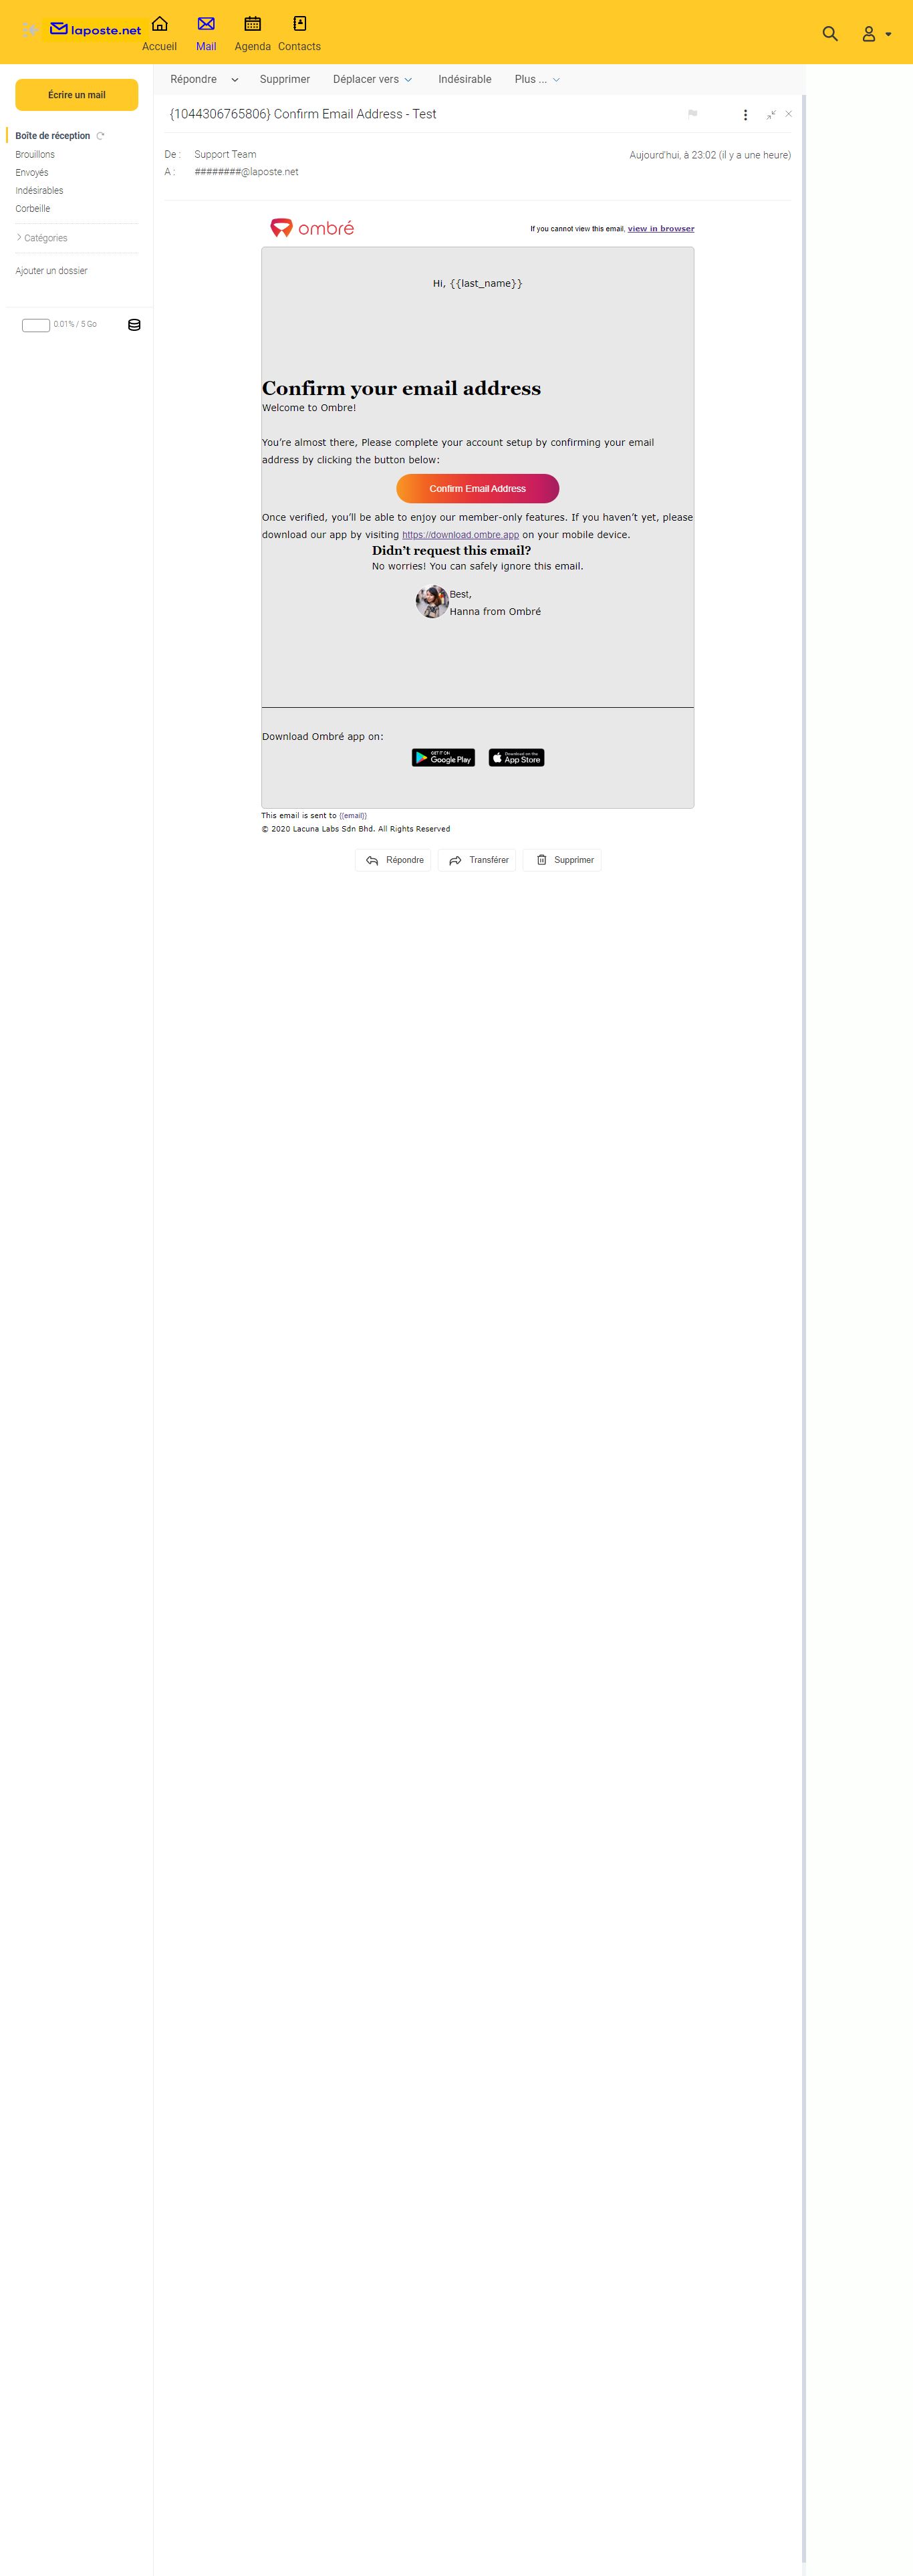 laposte.net
Accueil
Mail
Agenda
Contacts
Écrire un mail
Boîte de réception
Brouillons
Envoyés
Indésirables
Corbeille
Catégories
Ajouter un dossier
0.01% / 5 Go
Répondre
Supprimer
Déplacer vers
Indésirable
Plus ...
{1044306765806} Confirm Email Address - Test
De : Support Team
Aujourd'hui, à 23:02 (il y a une heure)
A : ########@laposte.net
ombré
If you cannot view this email, view in browser
Hi, {{last_name}}
Confirm your email address
Welcome to Ombre!
You're almost there, Please complete your account setup by confirming your email
address by clicking the button below:
Confirm Email Address
Once verified, you'll be able to enjoy our member-only features. If you haven't yet, please
download our app by visiting https://download.ombre.app on your mobile device.
Didn't request this email?
No worries! You can safely ignore this email.
Best,
Hanna from Ombré
Download Ombré app on:
GET IT ON
Google Play
Download on the
App Store
This email is sent to {{email}}
© 2020 Lacuna Labs Sdn Bhd. All Rights Reserved
Répondre
Transférer
Supprimer